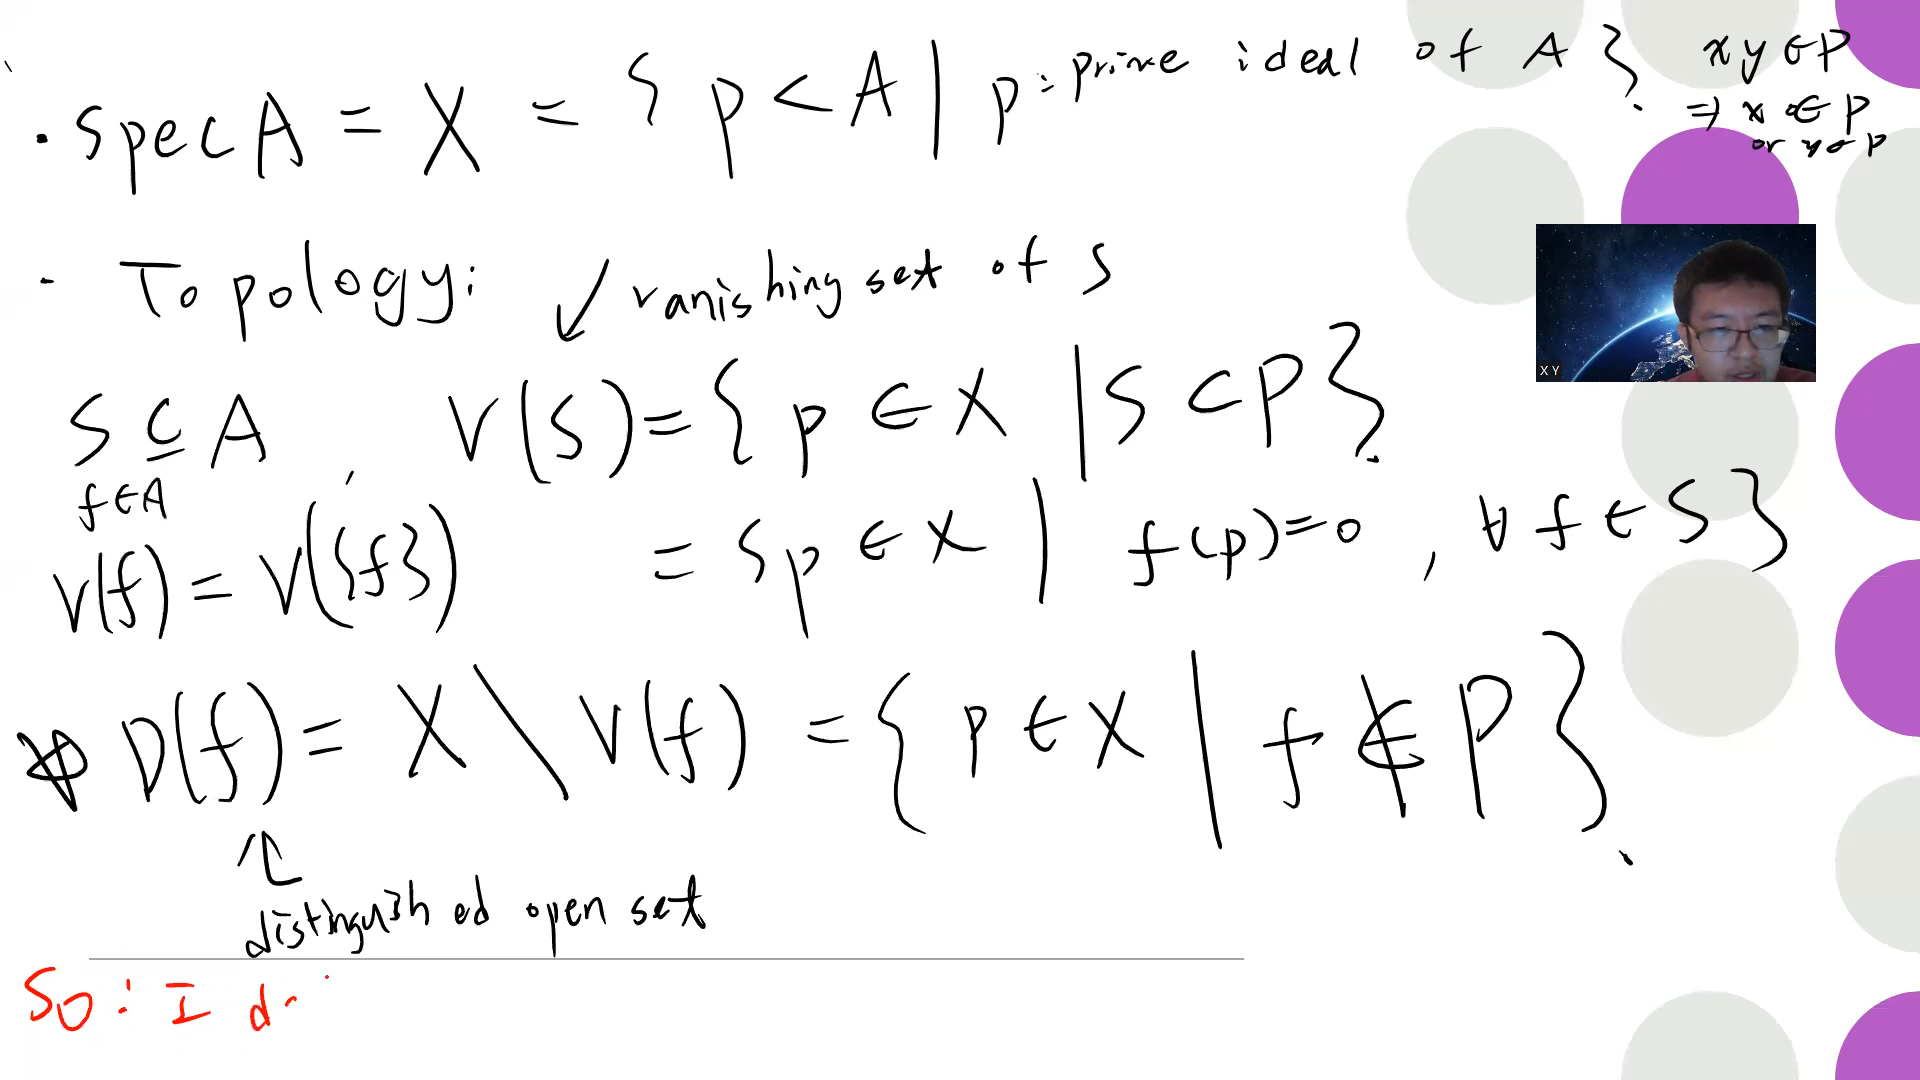 · Spec A = X = { p < A | p : prime ideal of A }.
xy ∈ P
⇒ x ∈ P
or y ∈ P
· Topology:
↙ vanishing set of S
S ⊆ A , V(S) = { p ∈ X | S ⊂ P }.
f ∈ A
V(f) = V({f}) = { p ∈ X | f(p) = 0 , ∀ f ∈ S }
D(f) = X \ V(f) = { p ∈ X | f ∉ P }.
↑
distinguished open set
So : I d
X Y